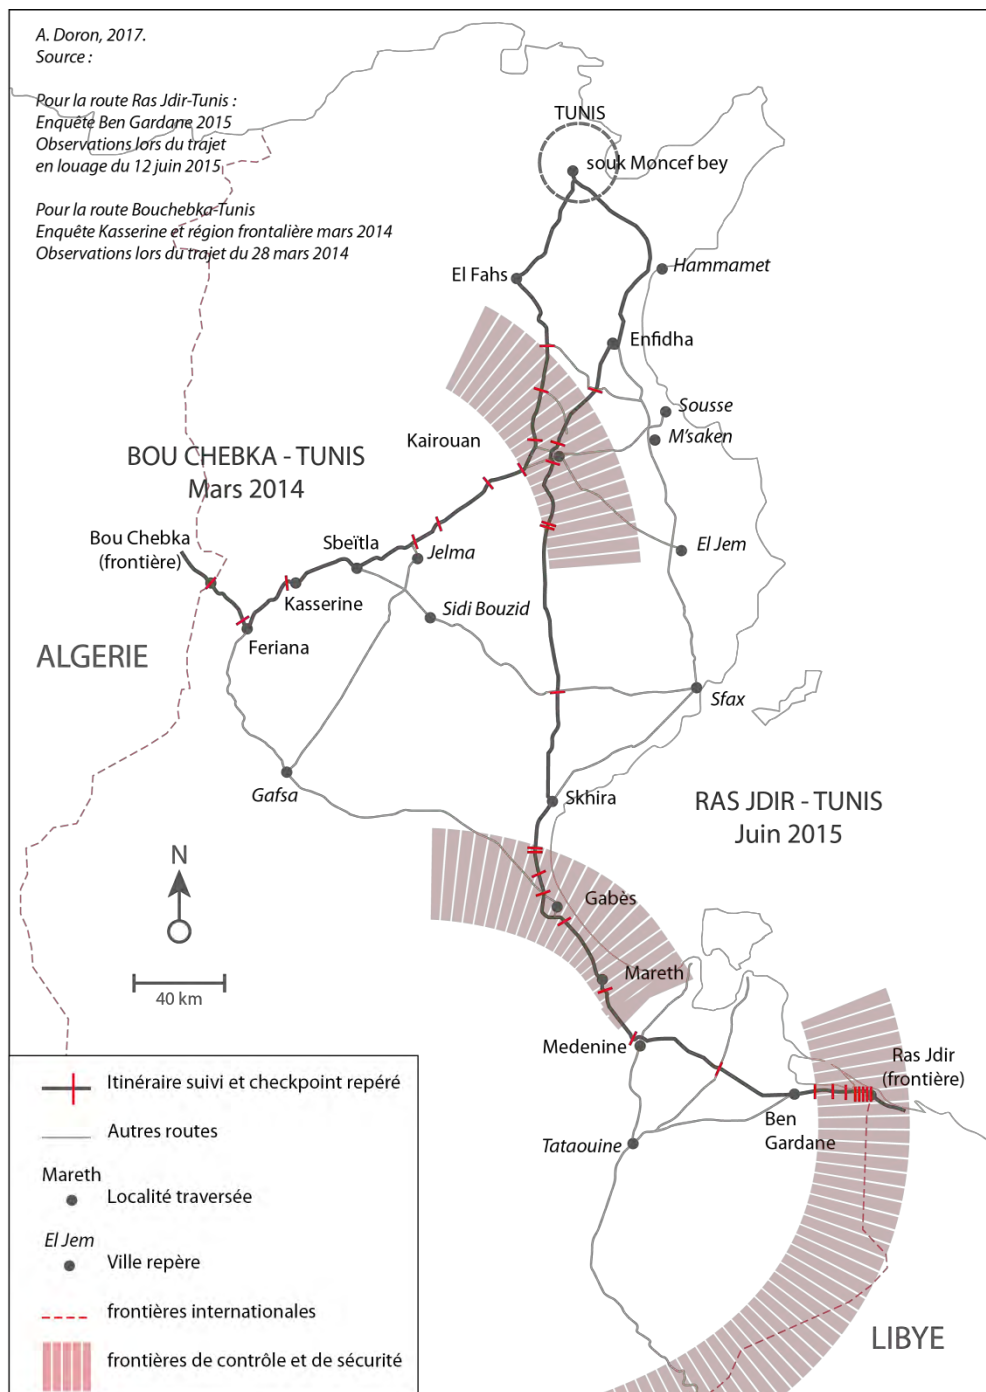 A. Doron, 2017.
Source :
Pour la route Ras Jdir-Tunis :
Enquête Ben Gardane 2015
Observations lors du trajet
en louage du 12 juin 2015
Pour la route Bouchebka-Tunis
Enquête Kasserine et région frontalière mars 2014
Observations lors du trajet du 28 mars 2014
TUNIS
souk Moncef bey
El Fahs
Hammamet
Enfidha
Sousse
M'saken
Kairouan
BOU CHEBKA - TUNIS
Mars 2014
Bou Chebka
(frontière)
Sbeïtla
Jelma
El Jem
Kasserine
Sidi Bouzid
Feriana
ALGERIE
Sfax
Gafsa
Skhira
RAS JDIR - TUNIS
Juin 2015
N
Gabès
40 km
Mareth
Medenine
Ras Jdir
(frontière)
Ben
Gardane
Tataouine
LIBYE
Itinéraire suivi et checkpoint repéré
Autres routes
Mareth
Localité traversée
El Jem
Ville repère
frontières internationales
frontières de contrôle et de sécurité